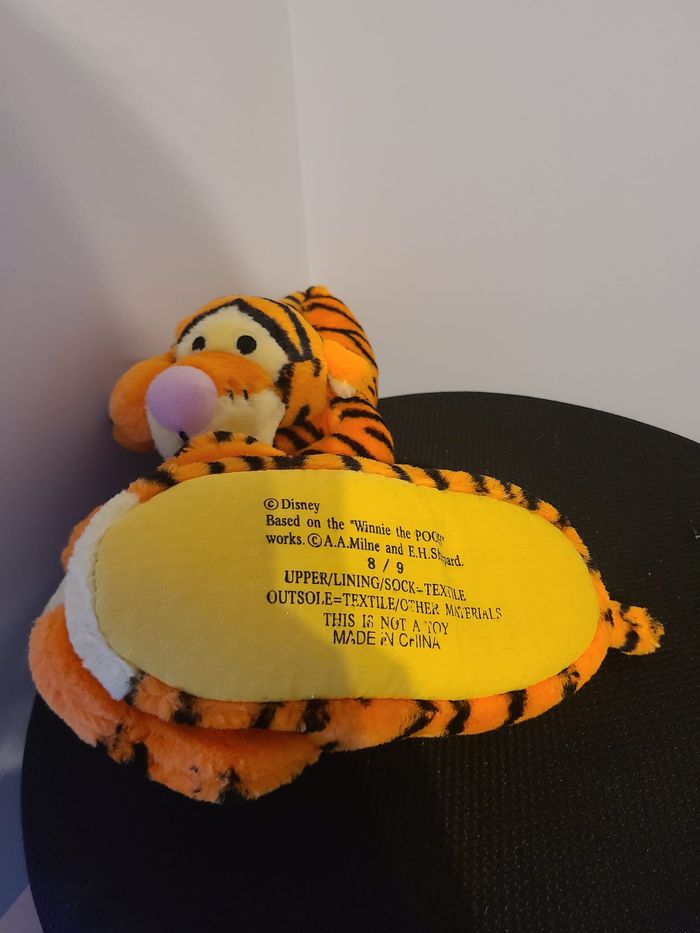 © Disney
Based on the "Winnie the POOH"
works. © A.A.Milne and E.H.Shepard.
8 / 9
UPPER/LINING/SOCK=TEXTILE
OUTSOLE=TEXTILE/OTHER MATERIALS
THIS IS NOT A TOY
MADE IN CHINA